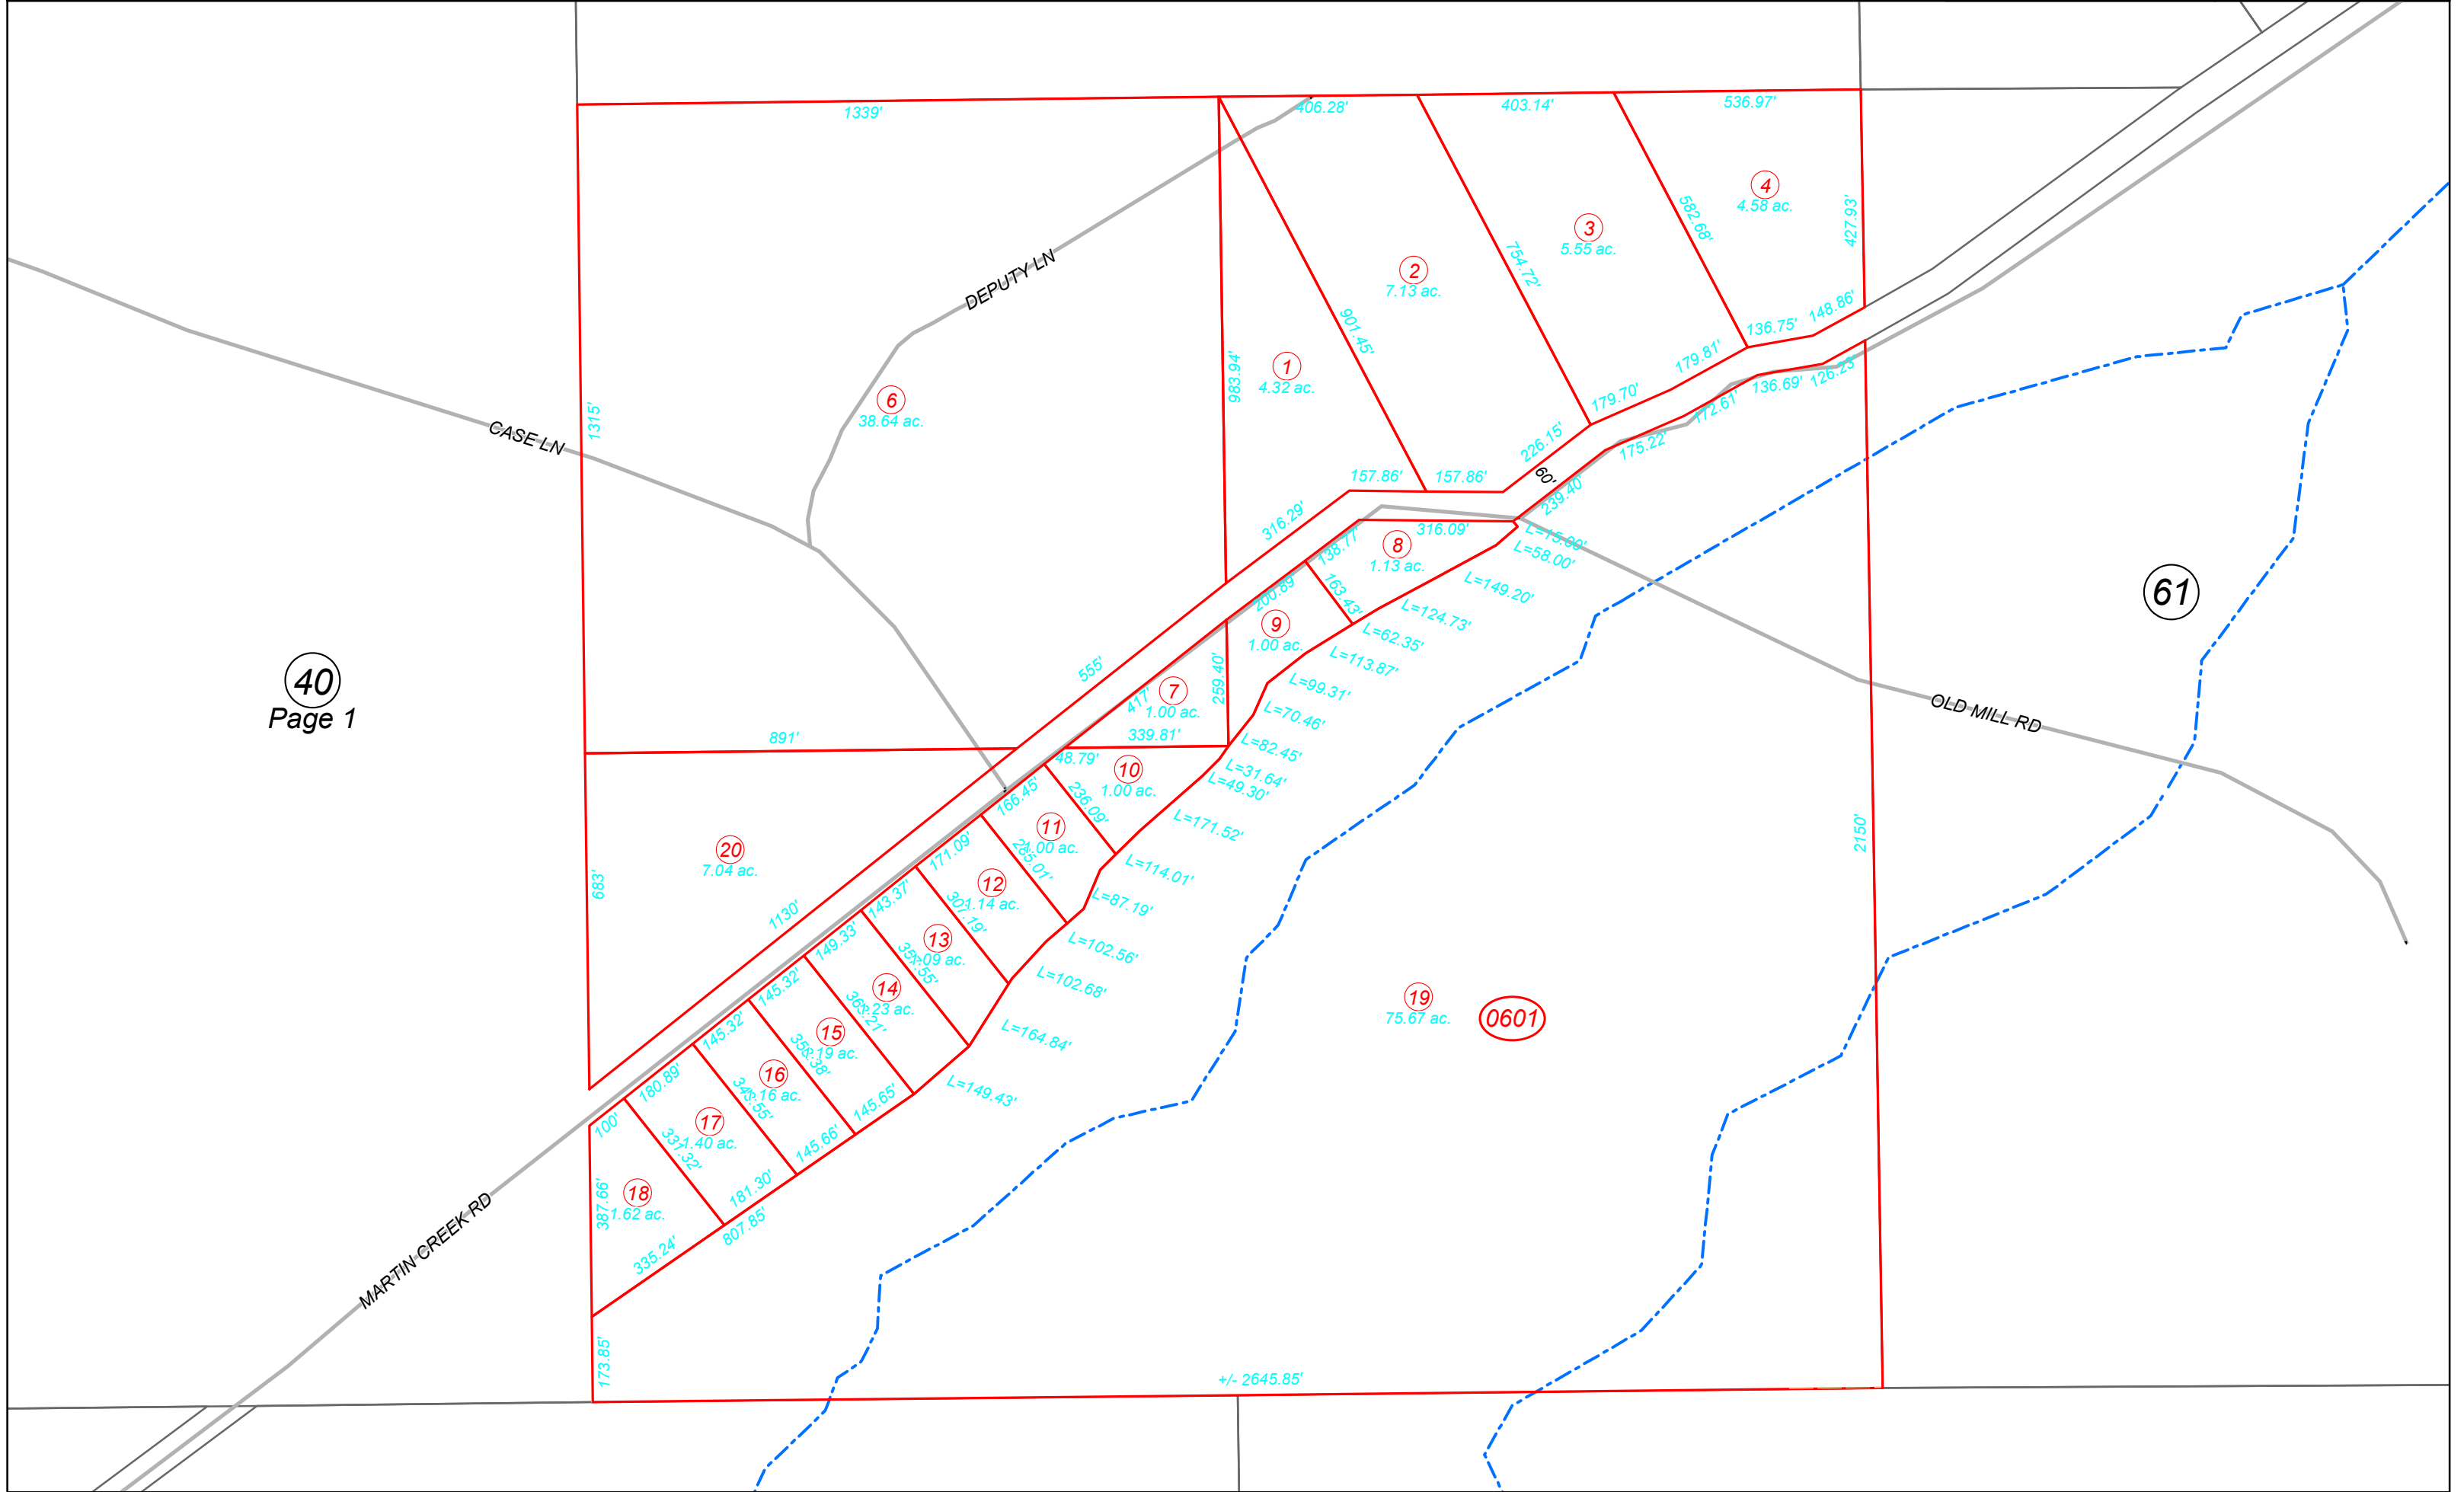 1339'
406.28'
403.14'
536.97'
4
4.58 ac.
582.68'
427.93'
3
5.55 ac.
754.72'
2
7.13 ac.
DEPUTY LN
148.86'
136.75'
901.45'
179.81'
126.23'
136.69'
1
4.32 ac.
983.94'
6
38.64 ac.
179.70'
172.61'
1315'
CASE LN
226.15'
175.22'
157.86'
157.86'
60'
239.40'
316.29'
316.09'
L=15.00'
8
1.13 ac.
138.77'
L=58.00'
163.43'
L=149.20'
61
200.89'
L=124.73'
9
1.00 ac.
L=62.35'
40
Page 1
555'
259.40'
L=113.87'
7
1.00 ac.
417'
L=99.31'
L=70.46'
OLD MILL RD
891'
339.81'
L=82.45'
48.79'
10
1.00 ac.
L=31.64'
L=49.30'
166.45'
236.09'
L=171.52'
11
1.00 ac.
2150'
20
7.04 ac.
171.09'
L=114.01'
683'
12
1.14 ac.
143.37'
L=87.19'
1130'
307.19'
149.33'
13
L=102.56'
145.32'
14
L=102.68'
19
75.67 ac.
0601
145.32'
15
L=164.84'
180.89'
16
L=149.43'
145.65'
100'
17
1.40 ac.
337.32'
145.66'
18
1.62 ac.
387.66'
181.30'
807.85'
MARTIN CREEK RD
335.24'
173.85'
+/- 2645.85'